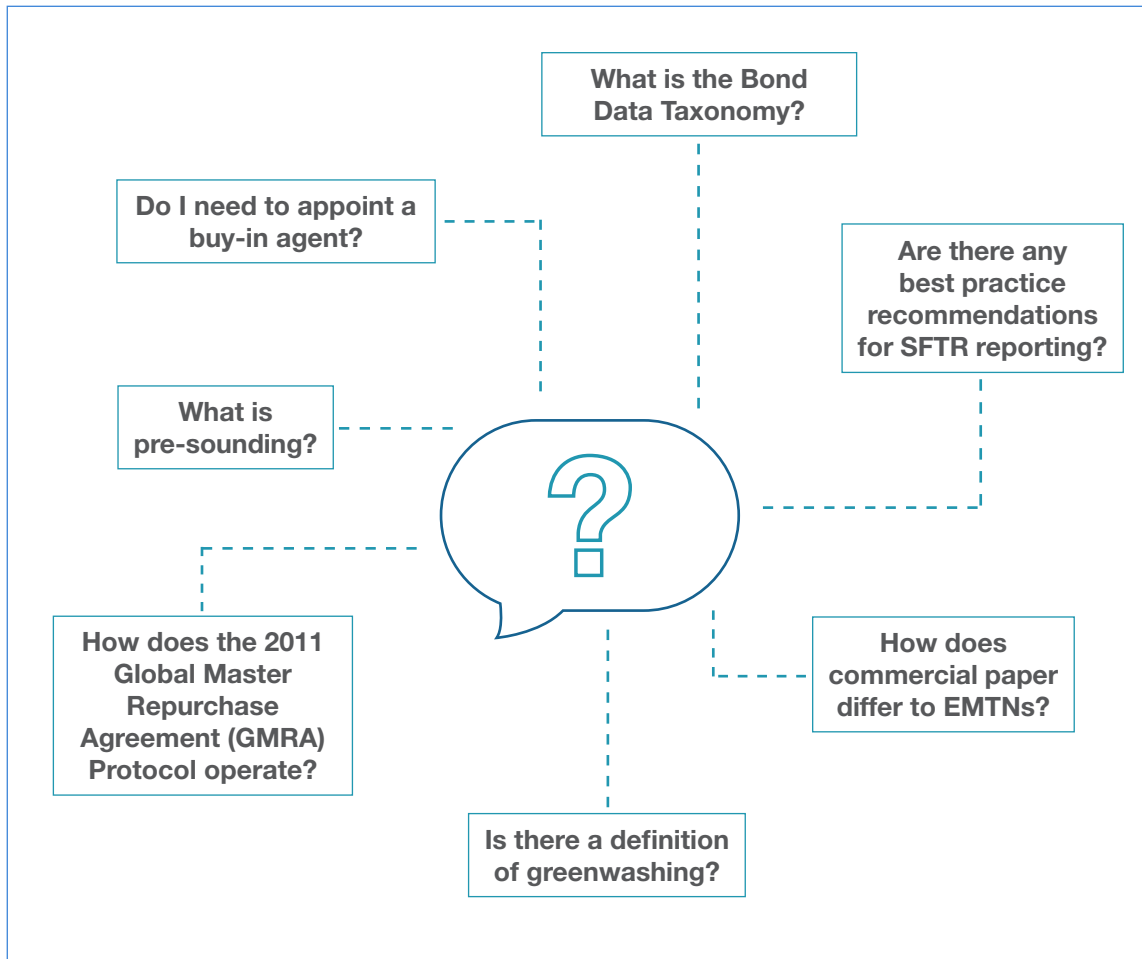 What is the Bond
Data Taxonomy?
Do I need to appoint a
buy-in agent?
Are there any
best practice
recommendations
for SFTR reporting?
What is
pre-sounding?
?
How does the 2011
Global Master
Repurchase
Agreement (GMRA)
Protocol operate?
How does
commercial paper
differ to EMTNs?
Is there a definition
of greenwashing?